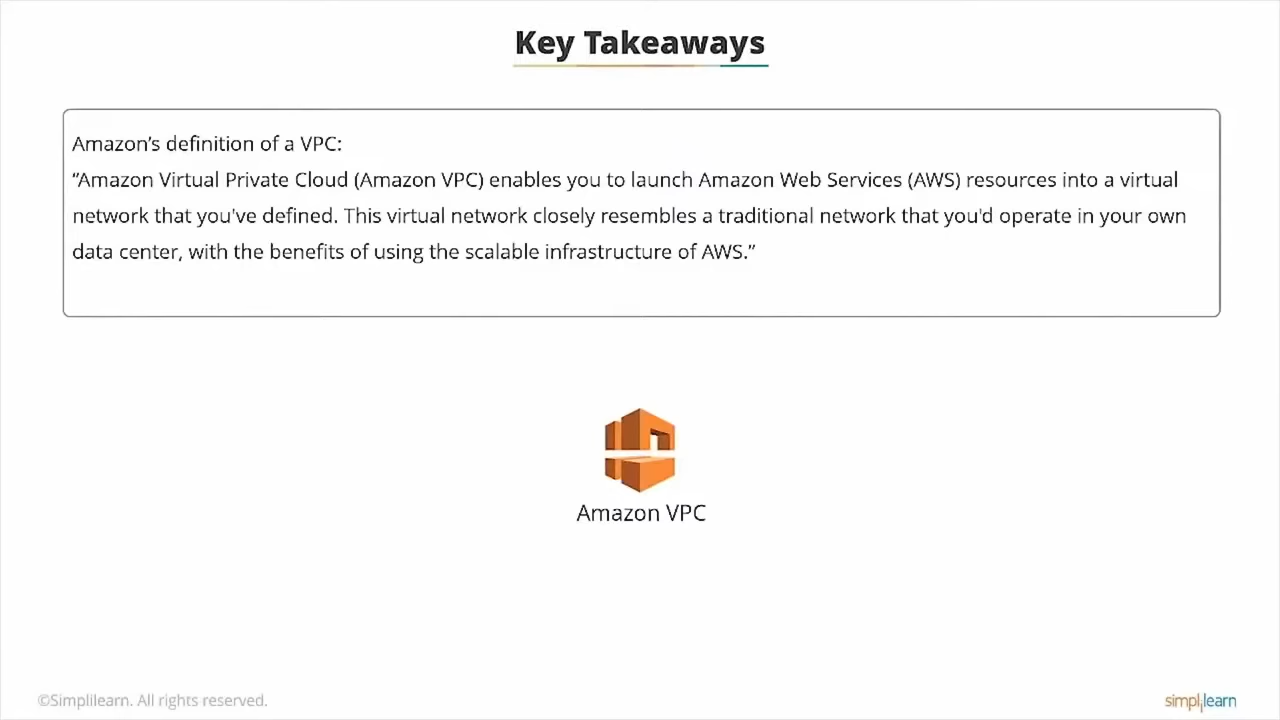 Key Takeaways
Amazon’s definition of a VPC:
“Amazon Virtual Private Cloud (Amazon VPC) enables you to launch Amazon Web Services (AWS) resources into a virtual
network that you've defined. This virtual network closely resembles a traditional network that you'd operate in your own
data center, with the benefits of using the scalable infrastructure of AWS.”
Amazon VPC
©Simplilearn. All rights reserved.
simplilearn